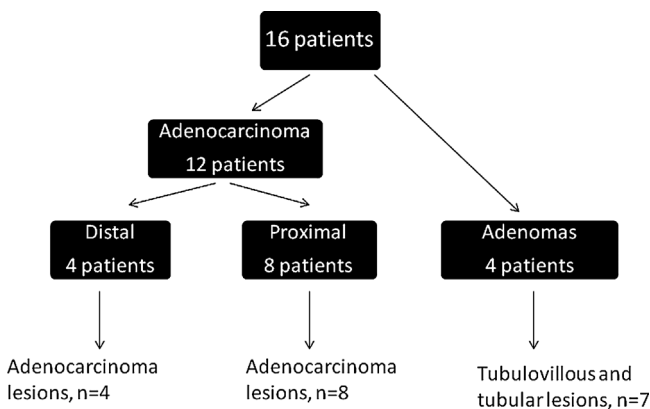 16 patients
Adenocarcinoma
12 patients
Distal
4 patients
Proximal
8 patients
Adenomas
4 patients
Adenocarcinoma
lesions, n=4
Adenocarcinoma
lesions, n=8
Tubulovillous and
tubular lesions, n=7